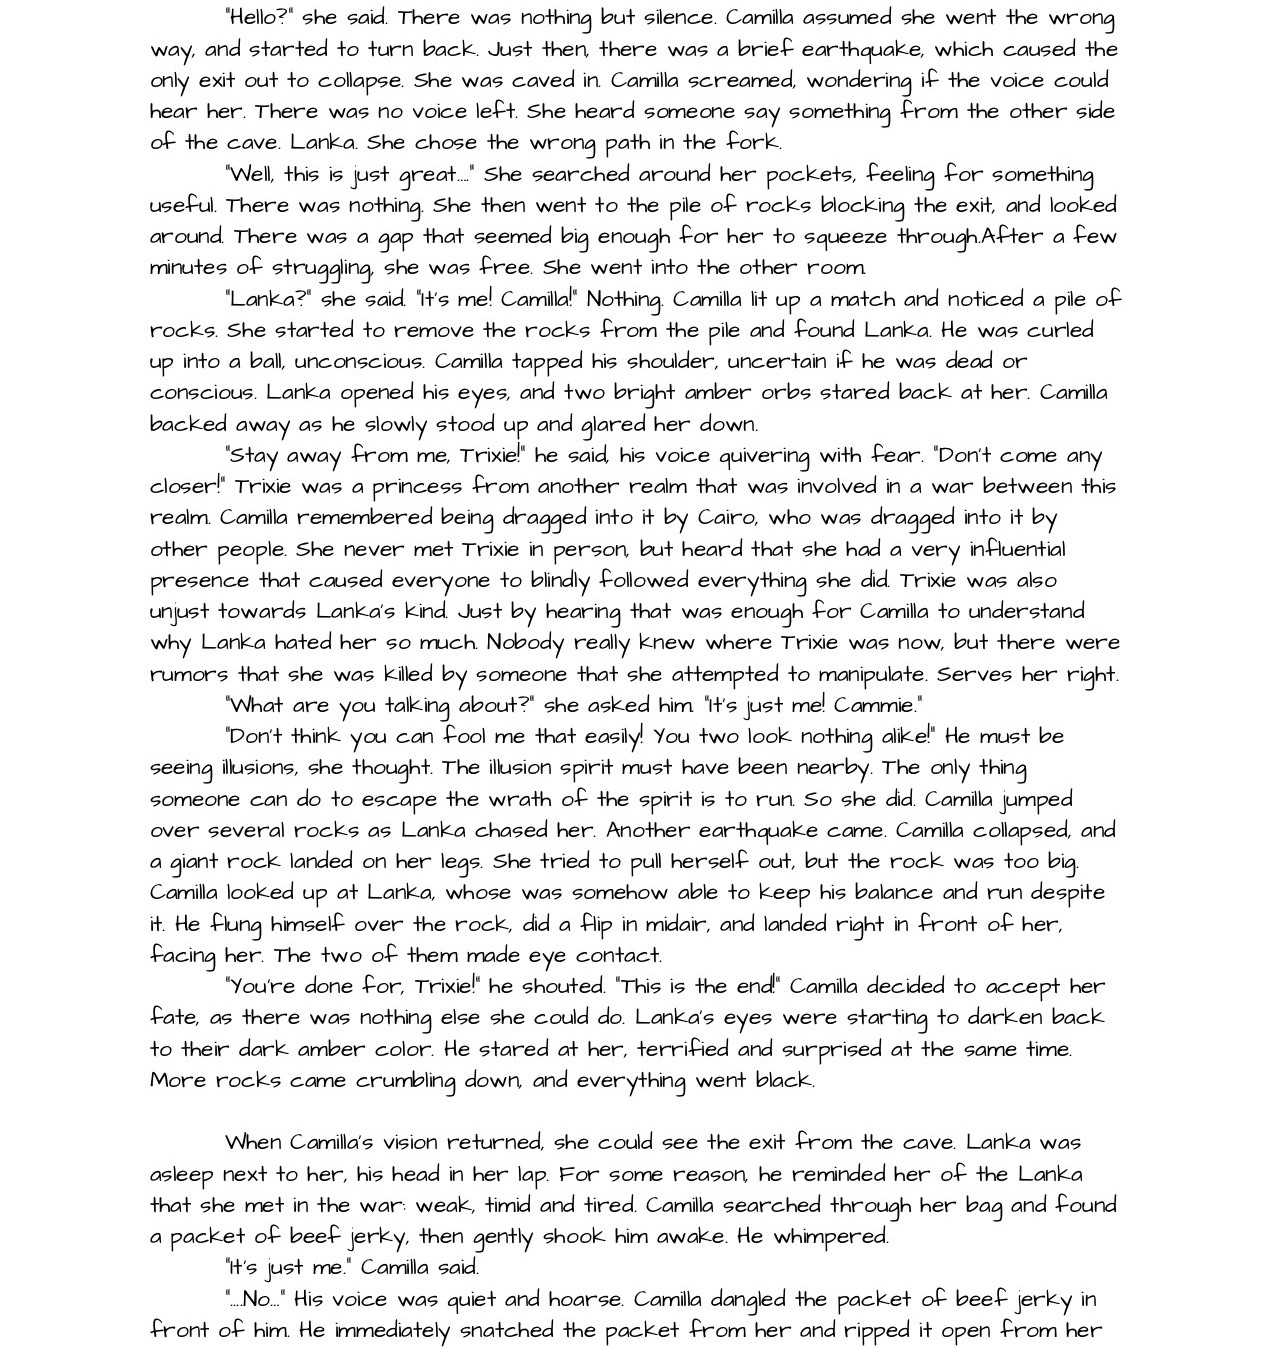 "Hello?" she said. There was nothing but silence. Camilla assumed she went the wrong
way, and started to turn back. Just then, there was a brief earthquake, which caused the
only exit out to collapse. She was caved in. Camilla screamed, wondering if the voice could
hear her. There was no voice left. She heard someone say something from the other side
of the cave. Lanka. She chose the wrong path in the fork.
"Well, this is just great...." She searched around her pockets, feeling for something
useful. There was nothing. She then went to the pile of rocks blocking the exit, and looked
around. There was a gap that seemed big enough for her to squeeze through.After a few
minutes of struggling, she was free. She went into the other room.
"Lanka?" she said. "It's me! Camilla!" Nothing. Camilla lit up a match and noticed a pile of
rocks. She started to remove the rocks from the pile and found Lanka. He was curled
up into a ball, unconscious. Camilla tapped his shoulder, uncertain if he was dead or
conscious. Lanka opened his eyes, and two bright amber orbs stared back at her. Camilla
backed away as he slowly stood up and glared her down.
"Stay away from me, Trixie!" he said, his voice quivering with fear. "Don't come any
closer!" Trixie was a princess from another realm that was involved in a war between this
realm. Camilla remembered being dragged into it by Cairo, who was dragged into it by
other people. She never met Trixie in person, but heard that she had a very influential
presence that caused everyone to blindly followed everything she did. Trixie was also
unjust towards Lanka's kind. Just by hearing that was enough for Camilla to understand
why Lanka hated her so much. Nobody really knew where Trixie was now, but there were
rumors that she was killed by someone that she attempted to manipulate. Serves her right.
"What are you talking about?" she asked him. "It's just me! Cammie."
"Don't think you can fool me that easily! You two look nothing alike!" He must be
seeing illusions, she thought. The illusion spirit must have been nearby. The only thing
someone can do to escape the wrath of the spirit is to run. So she did. Camilla jumped
over several rocks as Lanka chased her. Another earthquake came. Camilla collapsed, and
a giant rock landed on her legs. She tried to pull herself out, but the rock was too big.
Camilla looked up at Lanka, whose was somehow able to keep his balance and run despite
it. He flung himself over the rock, did a flip in midair, and landed right in front of her,
facing her. The two of them made eye contact.
"You're done for, Trixie!" he shouted. "This is the end!" Camilla decided to accept her
fate, as there was nothing else she could do. Lanka's eyes were starting to darken back
to their dark amber color. He stared at her, terrified and surprised at the same time.
More rocks came crumbling down, and everything went black.
When Camilla's vision returned, she could see the exit from the cave. Lanka was
asleep next to her, his head in her lap. For some reason, he reminded her of the Lanka
that she met in the war: weak, timid and tired. Camilla searched through her bag and found
a packet of beef jerky, then gently shook him awake. He whimpered.
"It's just me." Camilla said.
"....No..." His voice was quiet and hoarse. Camilla dangled the packet of beef jerky in
front of him. He immediately snatched the packet from her and ripped it open from her